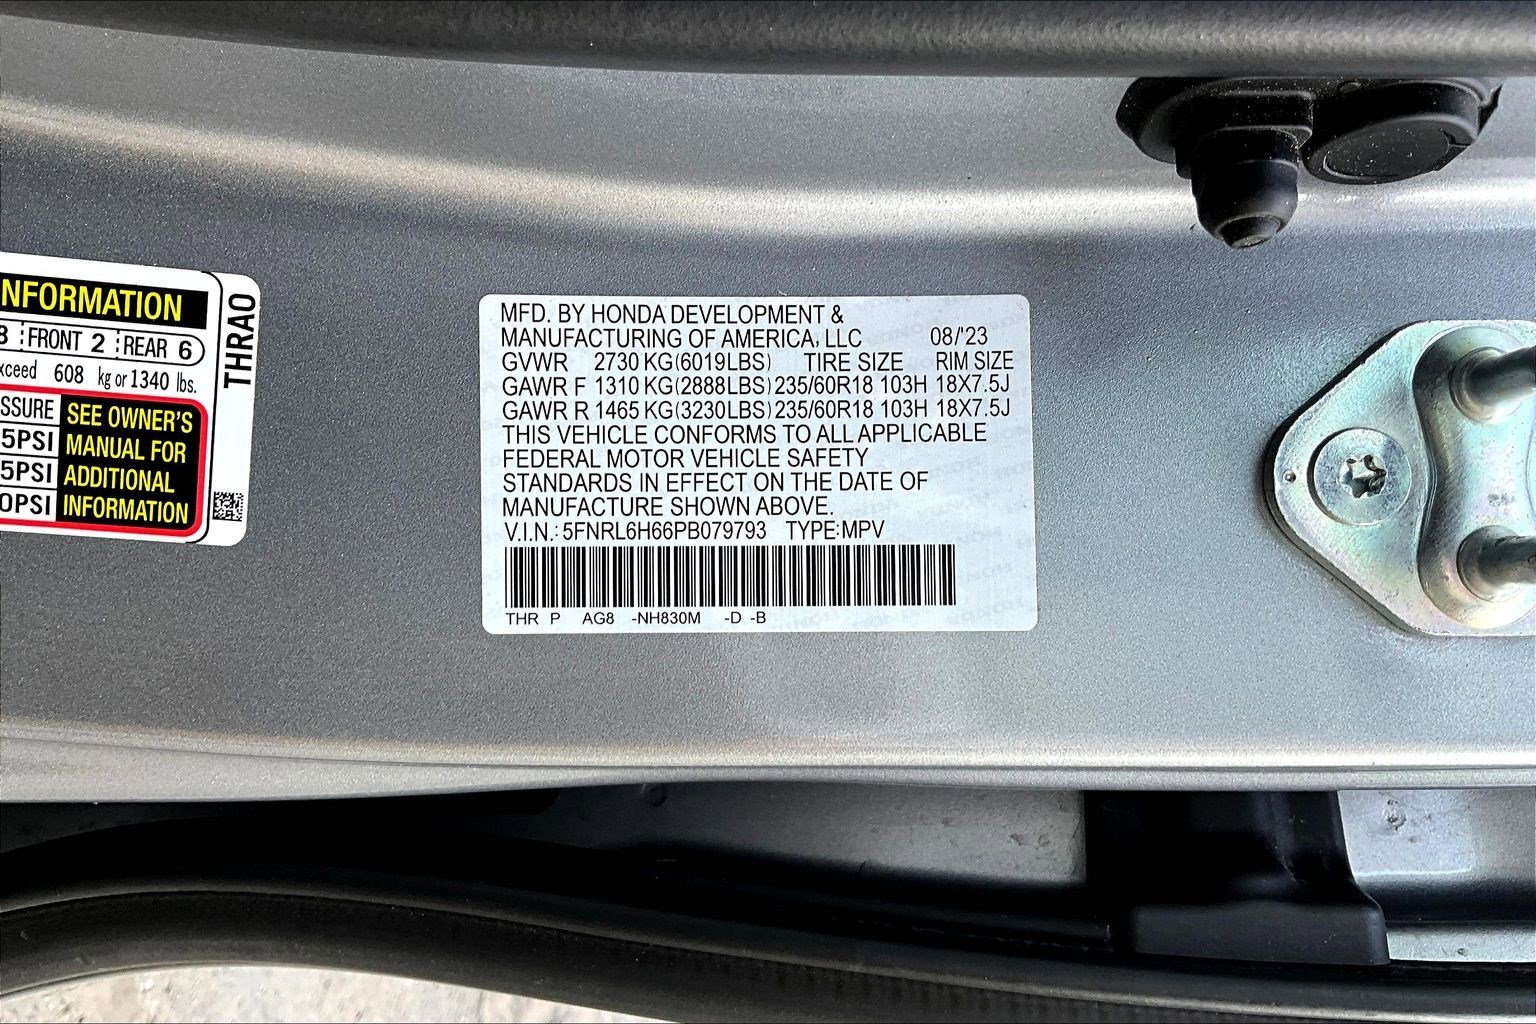 NFORMATION
8 FRONT 2 REAR 6
xceed 608 kg or 1340 lbs.
SSURE
5PSI
5PSI
0PSI
SEE OWNER'S
MANUAL FOR
ADDITIONAL
INFORMATION
THRAO
MFD. BY HONDA DEVELOPMENT &
MANUFACTURING OF AMERICA, LLC 08/'23
GVWR 2730 KG(6019LBS) TIRE SIZE RIM SIZE
GAWR F 1310 KG(2888LBS) 235/60R18 103H 18X7.5J
GAWR R 1465 KG(3230LBS) 235/60R18 103H 18X7.5J
THIS VEHICLE CONFORMS TO ALL APPLICABLE
FEDERAL MOTOR VEHICLE SAFETY
STANDARDS IN EFFECT ON THE DATE OF
MANUFACTURE SHOWN ABOVE.
V.I.N.: 5FNRL6H66PB079793 TYPE:MPV
THR P AG8 -NH830M -D -B